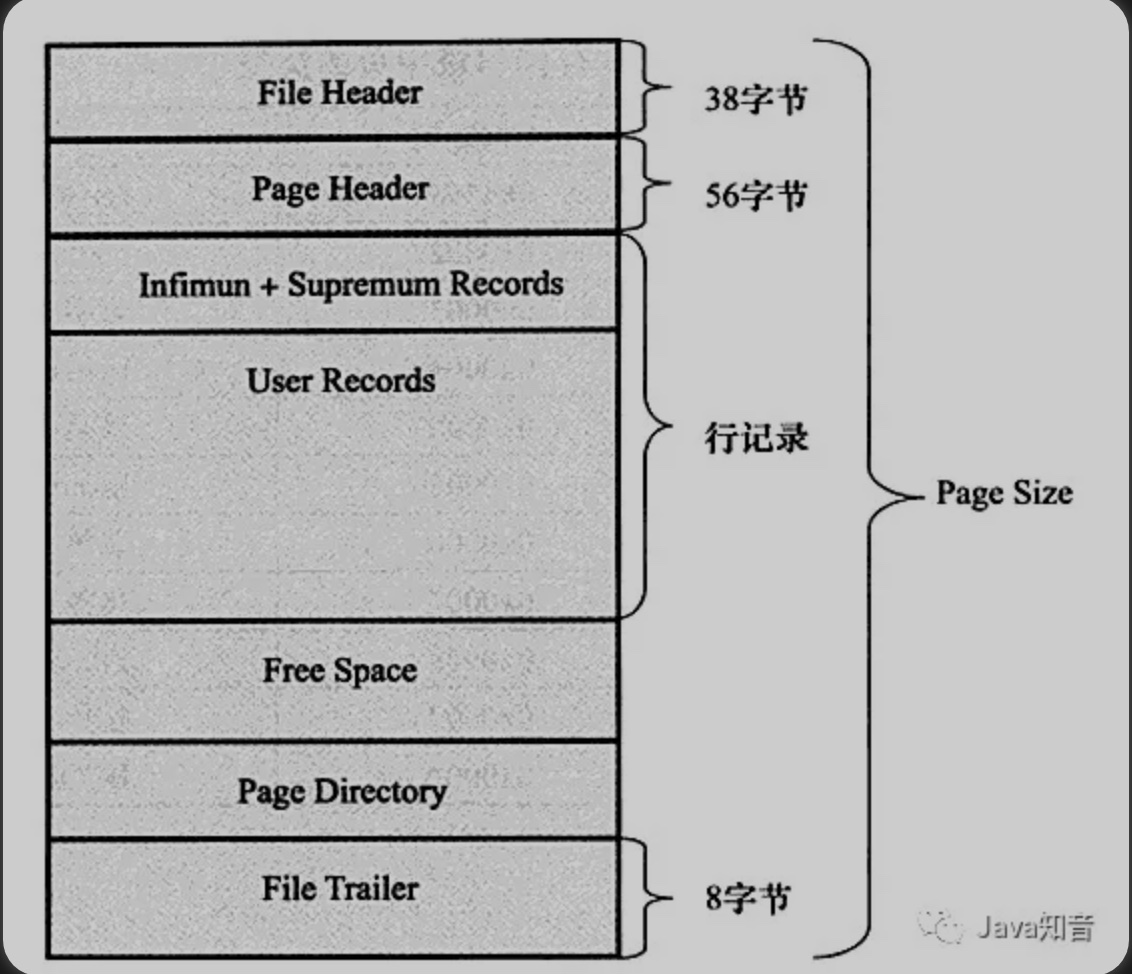 File Header
38字节
Page Header
56字节
Infimun + Supremum Records
User Records
行记录
Page Size
Free Space
Page Directory
File Trailer
8字节
Java知音